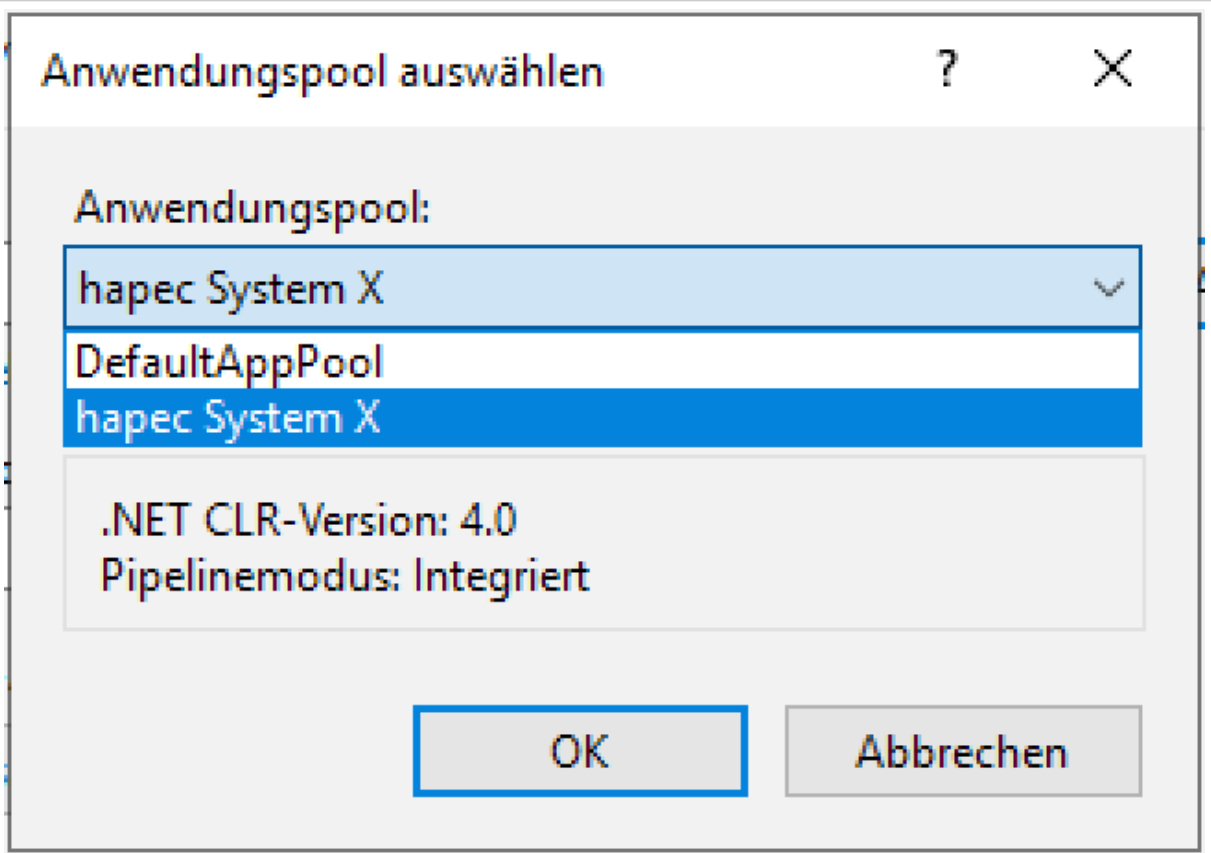 Anwendungspool auswählen ?
Anwendungspool:
hapec System X
DefaultAppPool
hapec System X
.NET CLR-Version: 4.0
Pipelinemodus: Integriert
OK Abbrechen